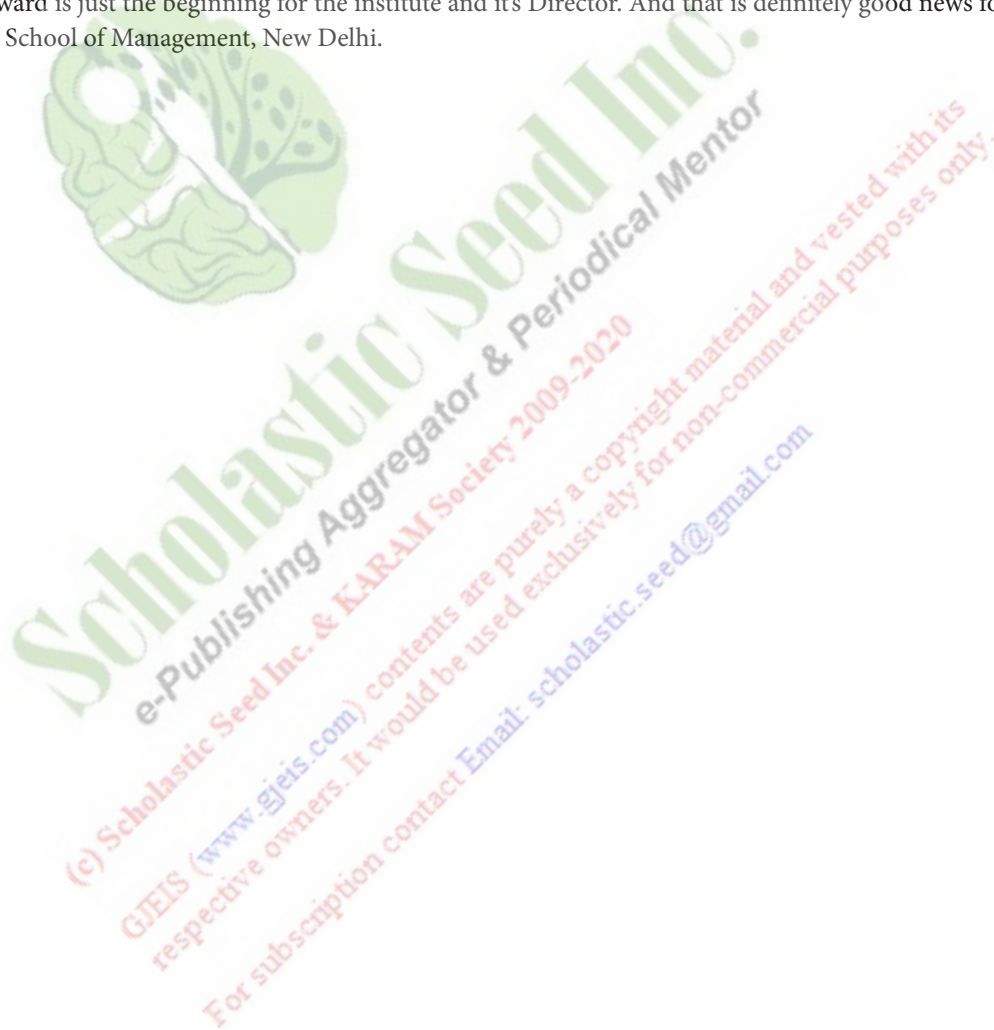 ward is just the beginning for the institute and it's Director. And that is definitely good news fo
School of Management, New Delhi.
Scholastic Seed Inc.
e-Publishing Aggregator & Periodical Mentor
(c) Scholastic Seed Inc. & KARAM Society 2009-2020
GJEIS (www.gjeis.com) contents are purely a copyright material and vested with its
respective owners. It would be used exclusively for non-commercial purposes only.
For subscription contact Email: scholastic.seed@gmail.com